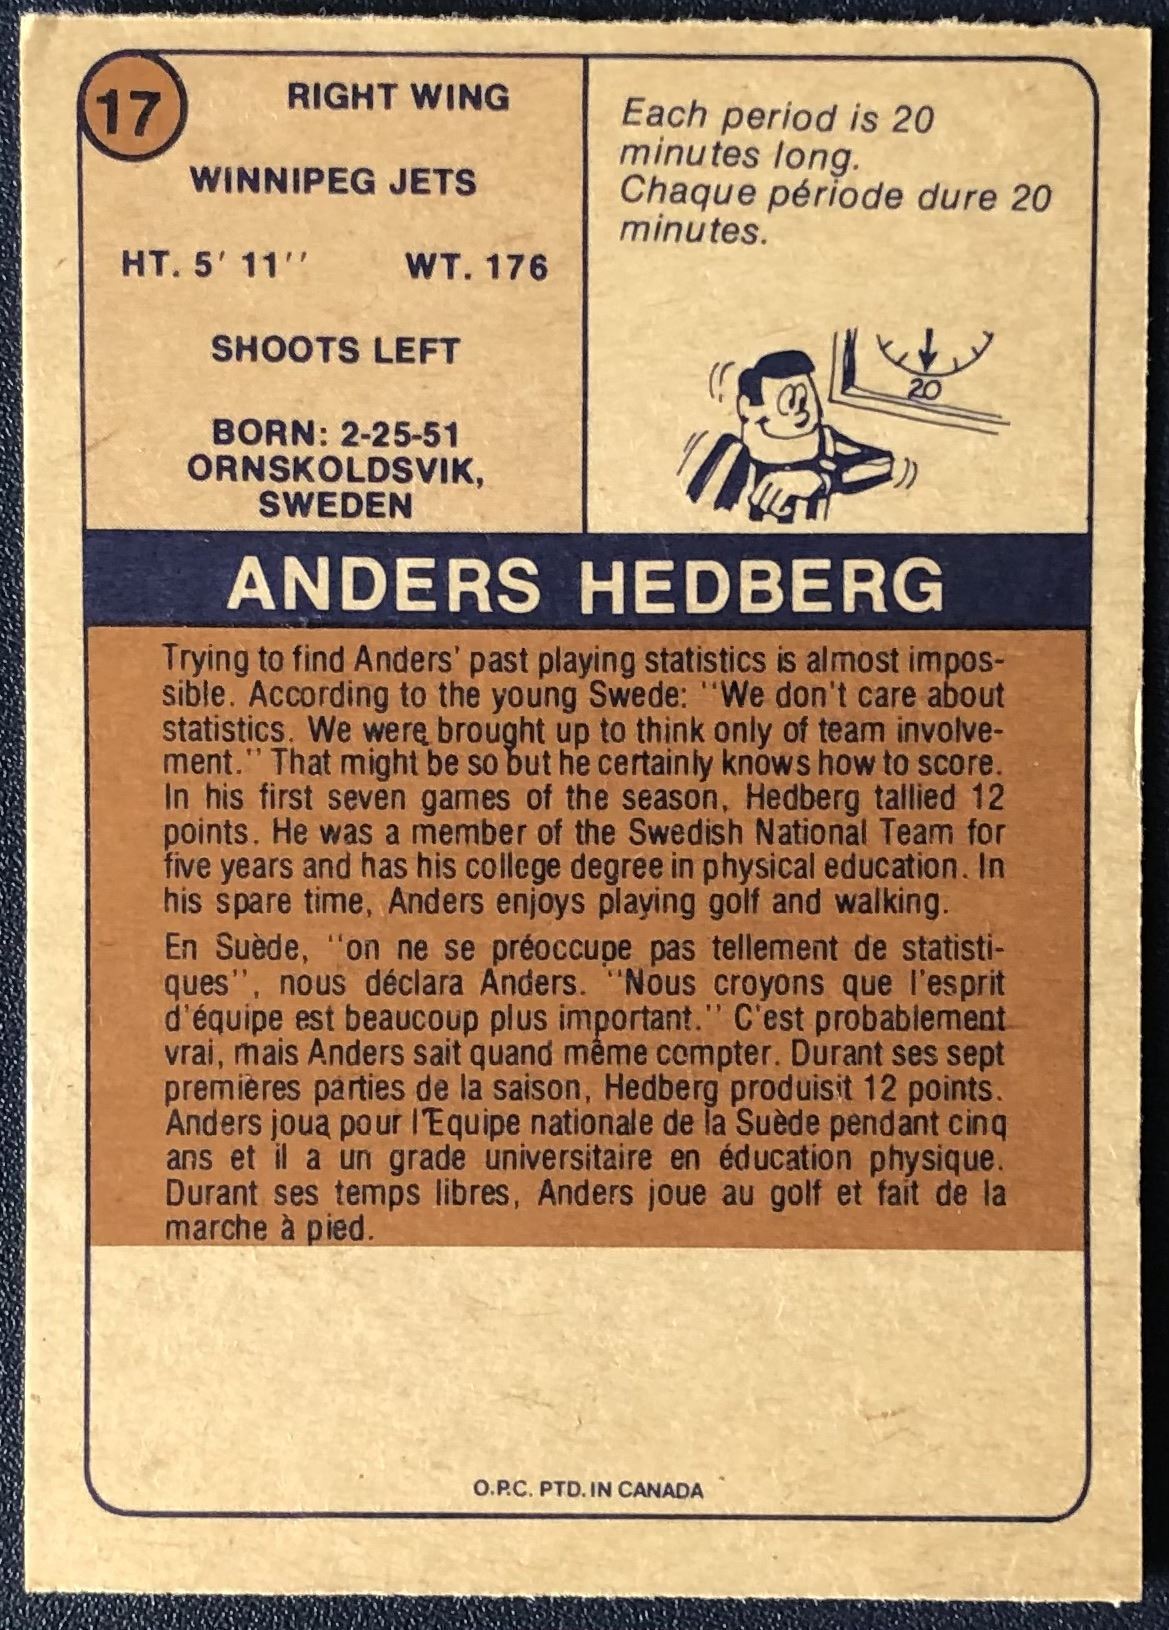 17
RIGHT WING
WINNIPEG JETS
HT. 5' 11'' WT. 176
SHOOTS LEFT
BORN: 2-25-51
ORNSKOLDSVIK,
SWEDEN
Each period is 20
minutes long.
Chaque période dure 20
minutes.
20
ANDERS HEDBERG
Trying to find Anders' past playing statistics is almost impos-
sible. According to the young Swede: ''We don't care about
statistics. We were brought up to think only of team involve-
ment.'' That might be so but he certainly knows how to score.
In his first seven games of the season, Hedberg tallied 12
points. He was a member of the Swedish National Team for
five years and has his college degree in physical education. In
his spare time, Anders enjoys playing golf and walking.
En Suède, ''on ne se préoccupe pas tellement de statisti-
ques'', nous déclara Anders. ''Nous croyons que l'esprit
d'équipe est beaucoup plus important.'' C'est probablement
vrai, mais Anders sait quand même compter. Durant ses sept
premières parties de la saison, Hedberg produisit 12 points.
Anders joua pour l'Equipe nationale de la Suède pendant cinq
ans et il a un grade universitaire en éducation physique.
Durant ses temps libres, Anders joue au golf et fait de la
marche à pied.
O.P.C. PTD. IN CANADA